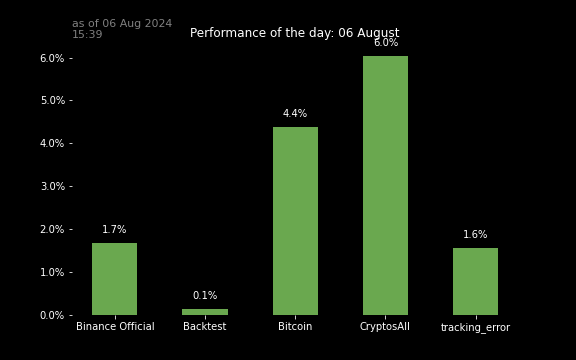 as of 06 Aug 2024
15:39
Performance of the day: 06 August
6.0%
5.0%
4.0%
3.0%
2.0%
1.0%
0.0%
1.7%
0.1%
4.4%
6.0%
1.6%
Binance Official
Backtest
Bitcoin
CryptosAll
tracking_error